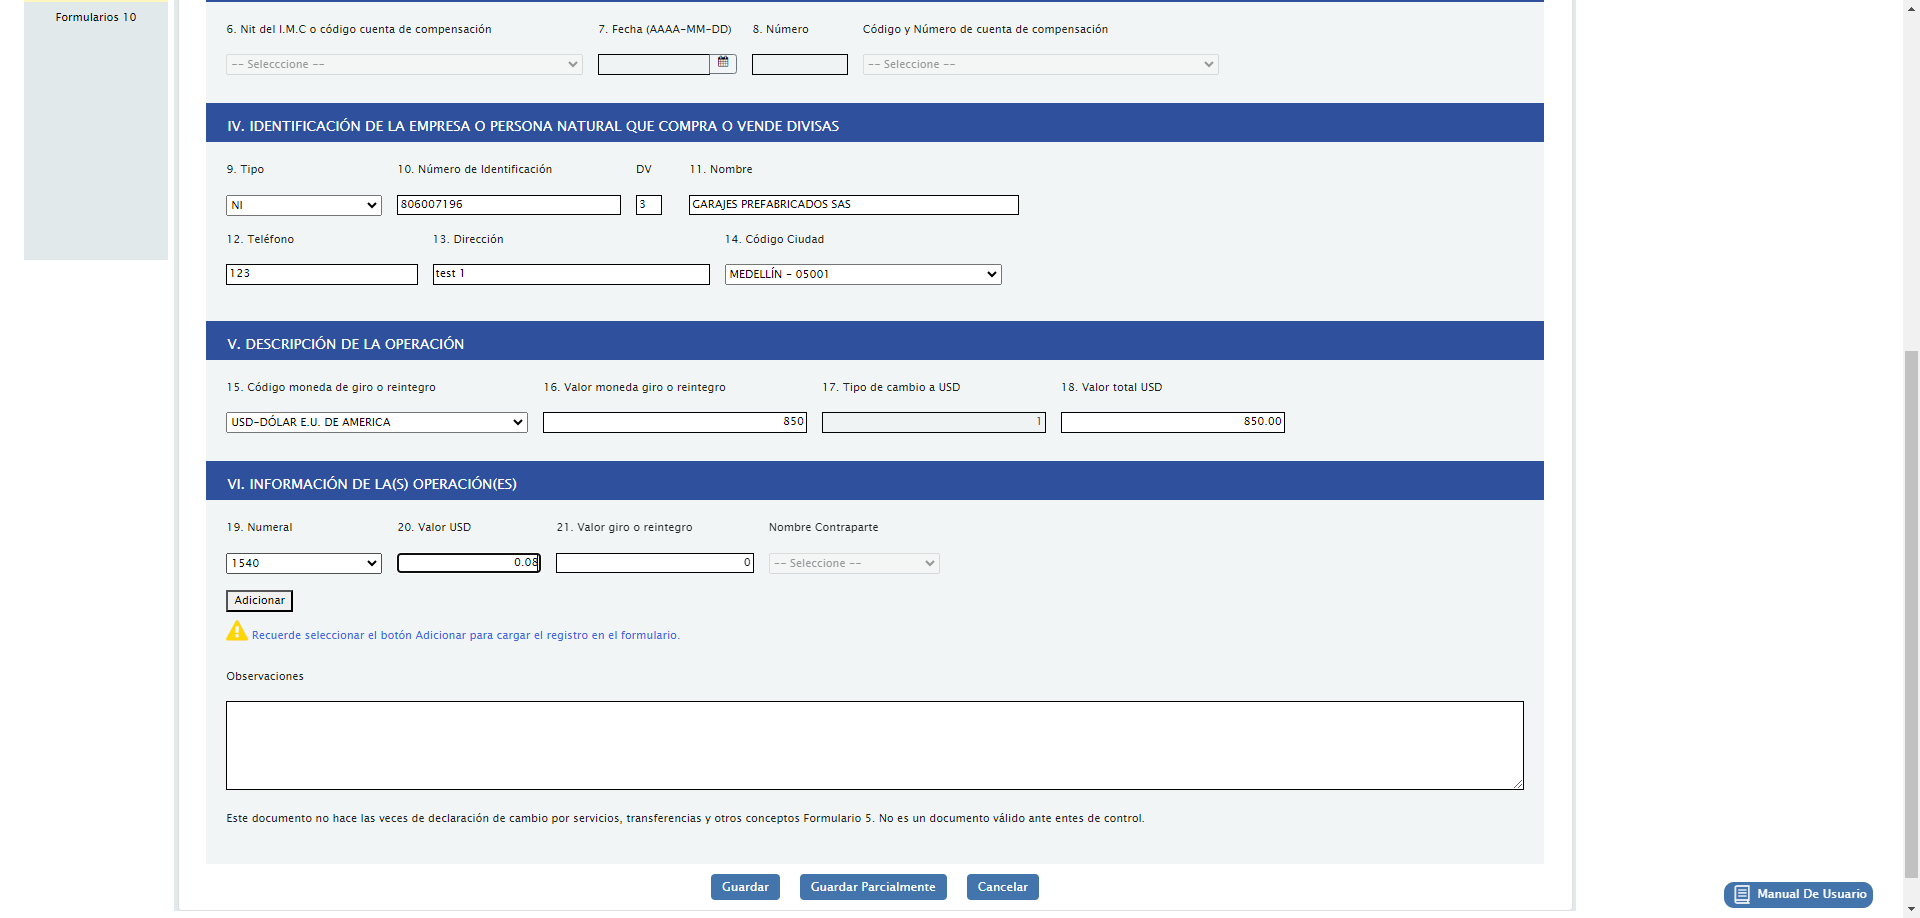 Formularios 10
6. Nit del I.M.C o código cuenta de compensación
7. Fecha (AAAA-MM-DD)
8. Número
Código y Número de cuenta de compensación
-- Selecccione --
-- Seleccione --
IV. IDENTIFICACIÓN DE LA EMPRESA O PERSONA NATURAL QUE COMPRA O VENDE DIVISAS
9. Tipo
10. Número de Identificación
DV
11. Nombre
NI
806007196
3
GARAJES PREFABRICADOS SAS
12. Teléfono
13. Dirección
14. Código Ciudad
123
test 1
MEDELLÍN - 05001
V. DESCRIPCIÓN DE LA OPERACIÓN
15. Código moneda de giro o reintegro
16. Valor moneda giro o reintegro
17. Tipo de cambio a USD
18. Valor total USD
USD-DÓLAR E.U. DE AMERICA
850
1
850.00
VI. INFORMACIÓN DE LA(S) OPERACIÓN(ES)
19. Numeral
20. Valor USD
21. Valor giro o reintegro
Nombre Contraparte
1540
0.08
0
-- Seleccione --
Adicionar
Recuerde seleccionar el botón Adicionar para cargar el registro en el formulario.
Observaciones
Este documento no hace las veces de declaración de cambio por servicios, transferencias y otros conceptos Formulario 5. No es un documento válido ante entes de control.
Guardar
Guardar Parcialmente
Cancelar
Manual De Usuario